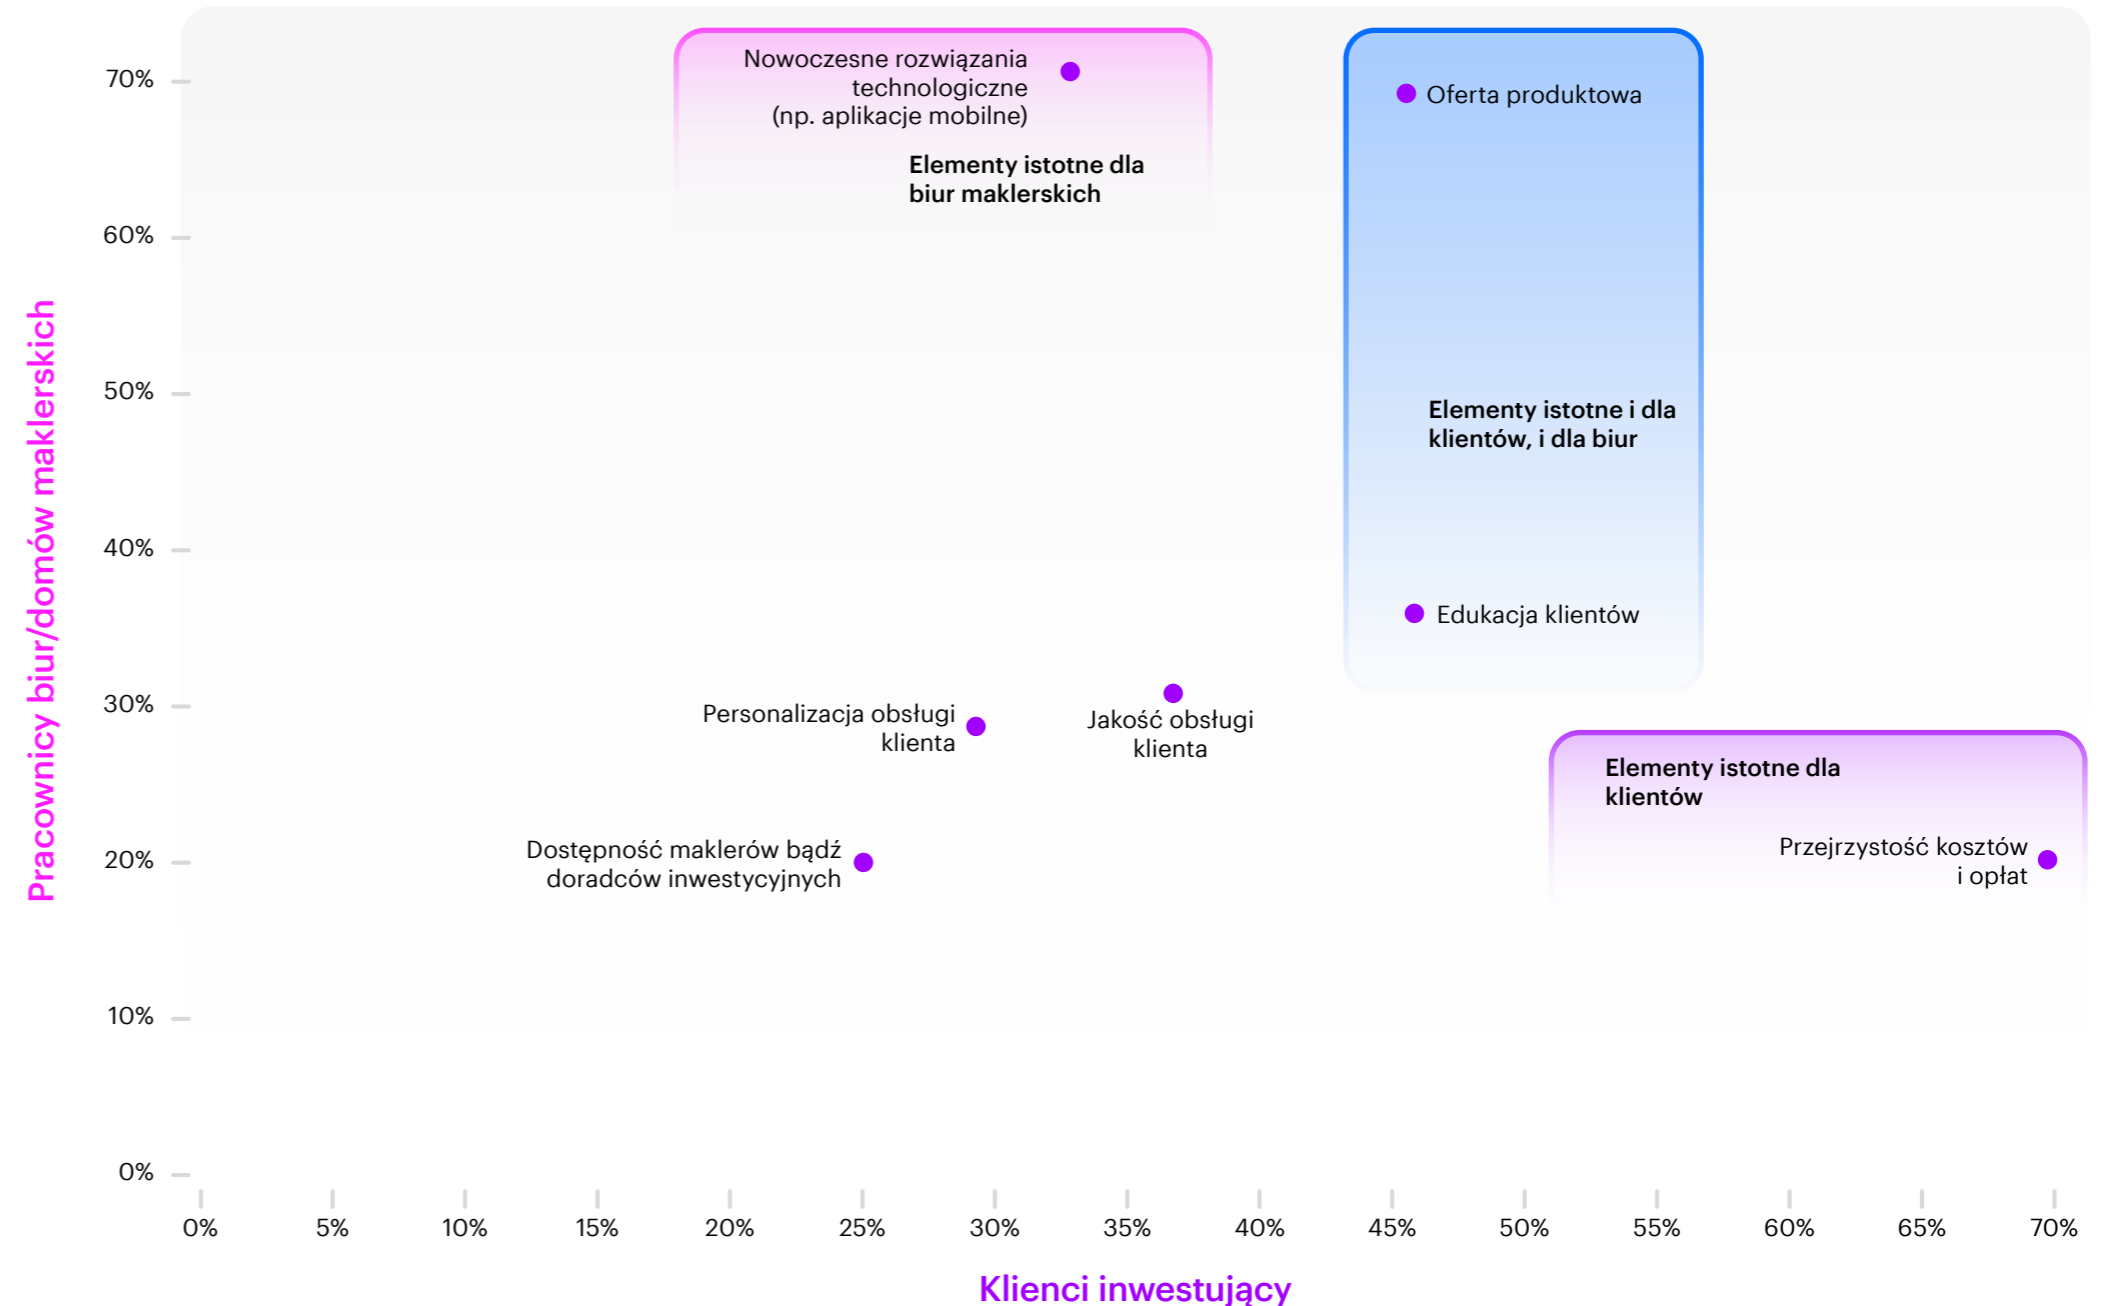 Pracownicy biur/domów maklerskich
70%
60%
50%
40%
30%
20%
10%
0%
Nowoczesne rozwiązania
technologiczne
(np. aplikacje mobilne)
Elementy istotne dla
biur maklerskich
Oferta produktowa
Elementy istotne i dla
klientów, i dla biur
Edukacja klientów
Personalizacja obsługi
klienta
Jakość obsługi
klienta
Elementy istotne dla
klientów
Dostępność maklerów bądź
doradców inwestycyjnych
Przejrzystość kosztów
i opłat
0% 5% 10% 15% 20% 25% 30% 35% 40% 45% 50% 55% 60% 65% 70%
Klienci inwestujący